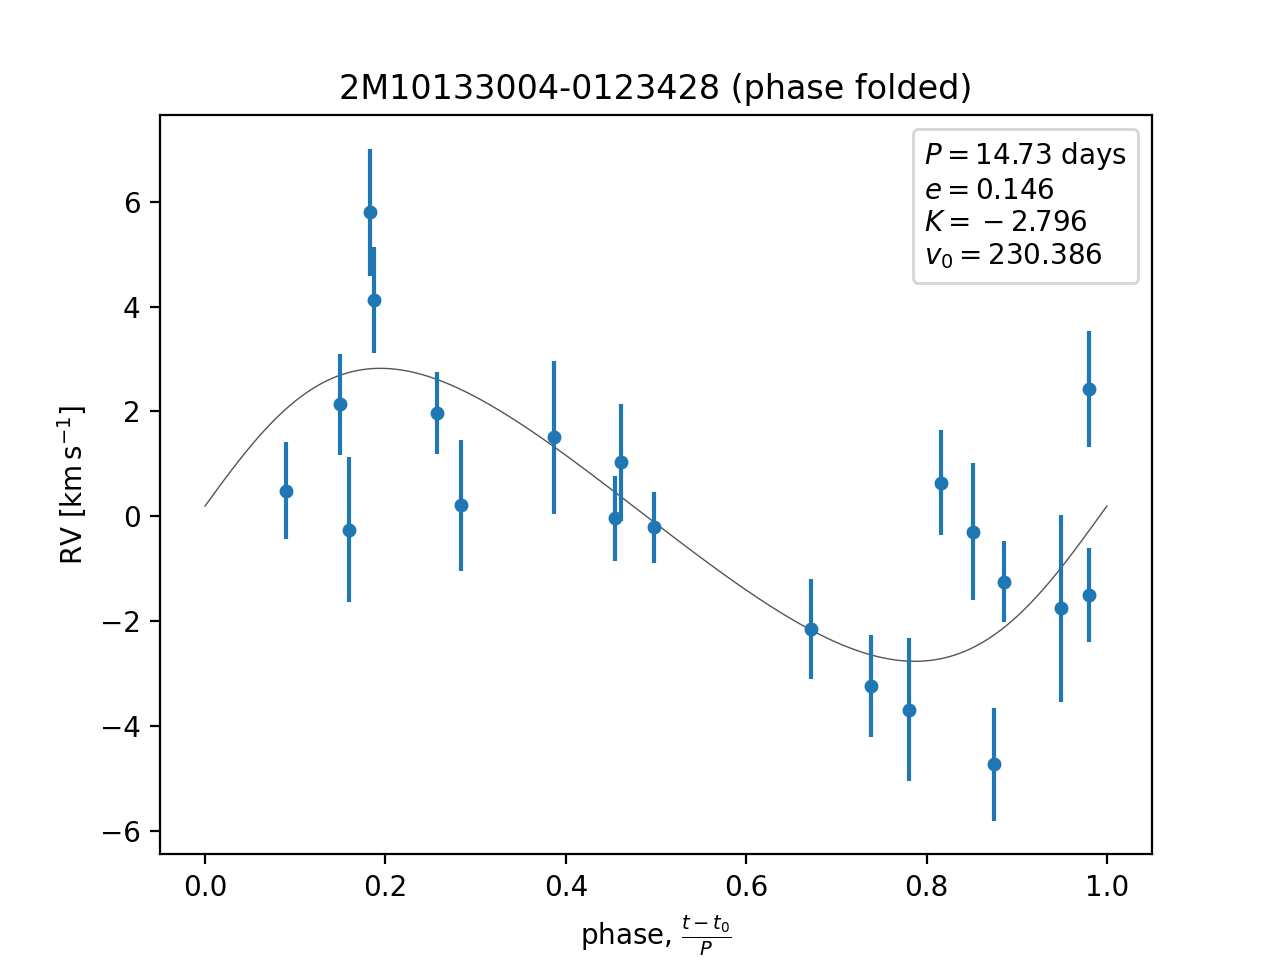 2M10133004-0123428 (phase folded)
P = 14.73 days
e = 0.146
K = −2.796
v₀ = 230.386
RV [km s⁻¹]
6
4
2
0
−2
−4
−6
0.0 0.2 0.4 0.6 0.8 1.0
phase, (t − t₀)/P